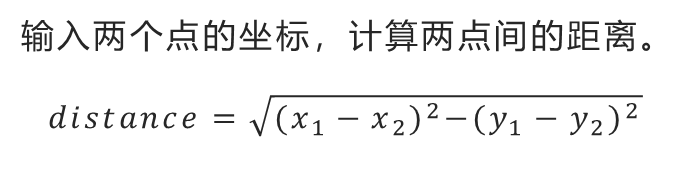 输入两个点的坐标，计算两点间的距离。
distance = √(x₁ − x₂)²−(y₁ − y₂)²